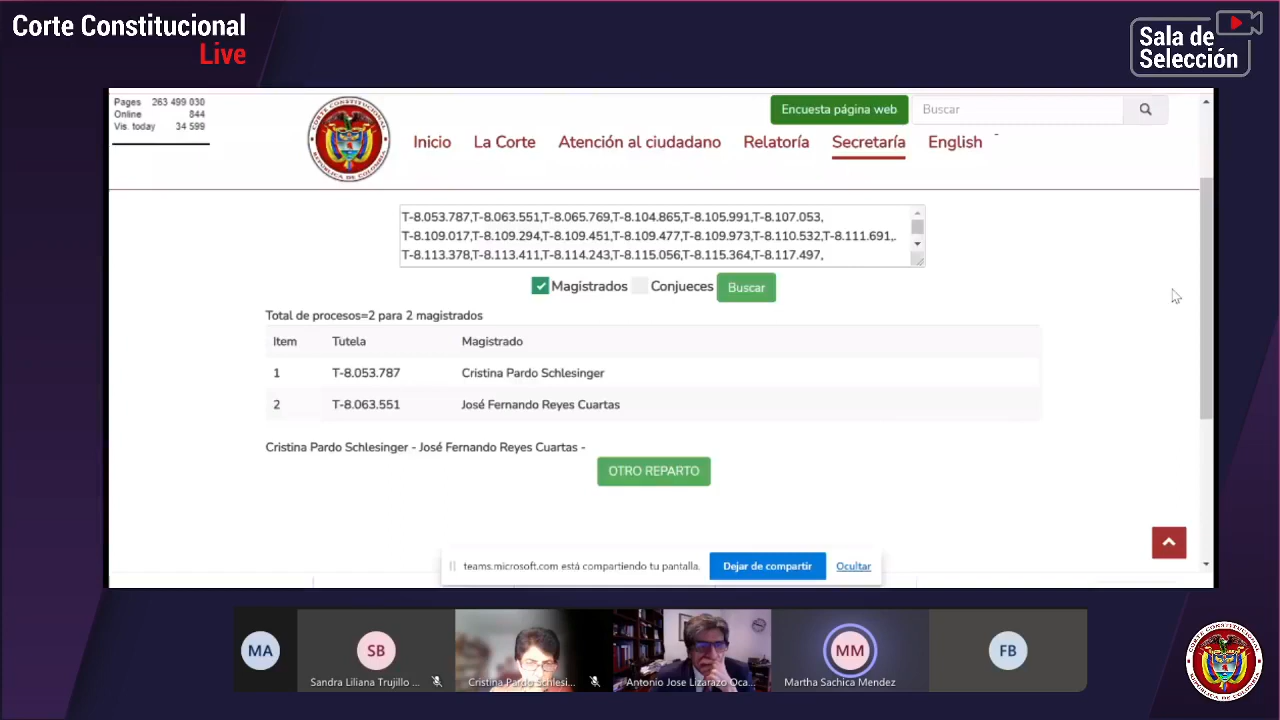 Corte Constitucional
Live
Sala de
Selección
Pages 263 499 030
Online 844
Vis. today 34 599
CORTE CONSTITUCIONAL
REPÚBLICA DE COLOMBIA
Encuesta página web
Buscar
Inicio La Corte Atención al ciudadano Relatoría Secretaría English
T-8.053.787,T-8.063.551,T-8.065.769,T-8.104.865,T-8.105.991,T-8.107.053,
T-8.109.017,T-8.109.294,T-8.109.451,T-8.109.477,T-8.109.973,T-8.110.532,T-8.111.691,.
T-8.113.378,T-8.113.411,T-8.114.243,T-8.115.056,T-8.115.364,T-8.117.497,
Magistrados Conjueces Buscar
Total de procesos=2 para 2 magistrados
Item Tutela Magistrado
1 T-8.053.787 Cristina Pardo Schlesinger
2 T-8.063.551 José Fernando Reyes Cuartas
Cristina Pardo Schlesinger - José Fernando Reyes Cuartas -
OTRO REPARTO
teams.microsoft.com está compartiendo tu pantalla. Dejar de compartir Ocultar
MA SB MM FB
Sandra Liliana Trujillo ... Cristina Pardo Schlesi... Antonio Jose Lizarazo Oca... Martha Sachica Mendez